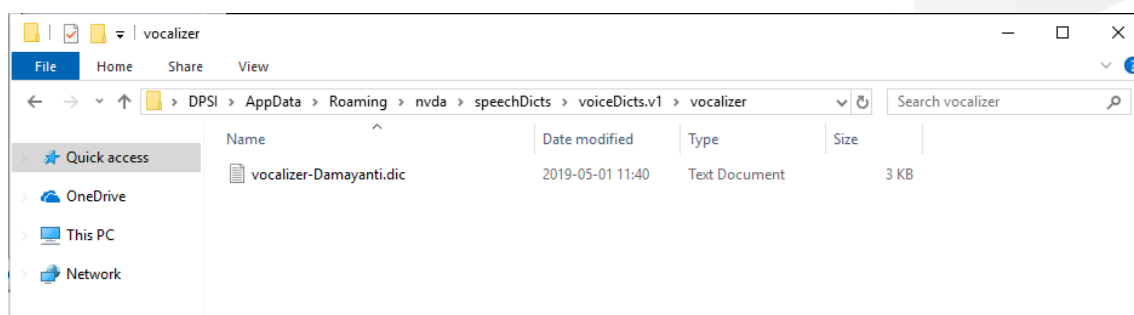 vocalizer
File Home Share View
DPSI > AppData > Roaming > nvda > speechDicts > voiceDicts.v1 > vocalizer Search vocalizer
Name Date modified Type Size
Quick access
vocalizer-Damayanti.dic 2019-05-01 11:40 Text Document 3 KB
OneDrive
This PC
Network